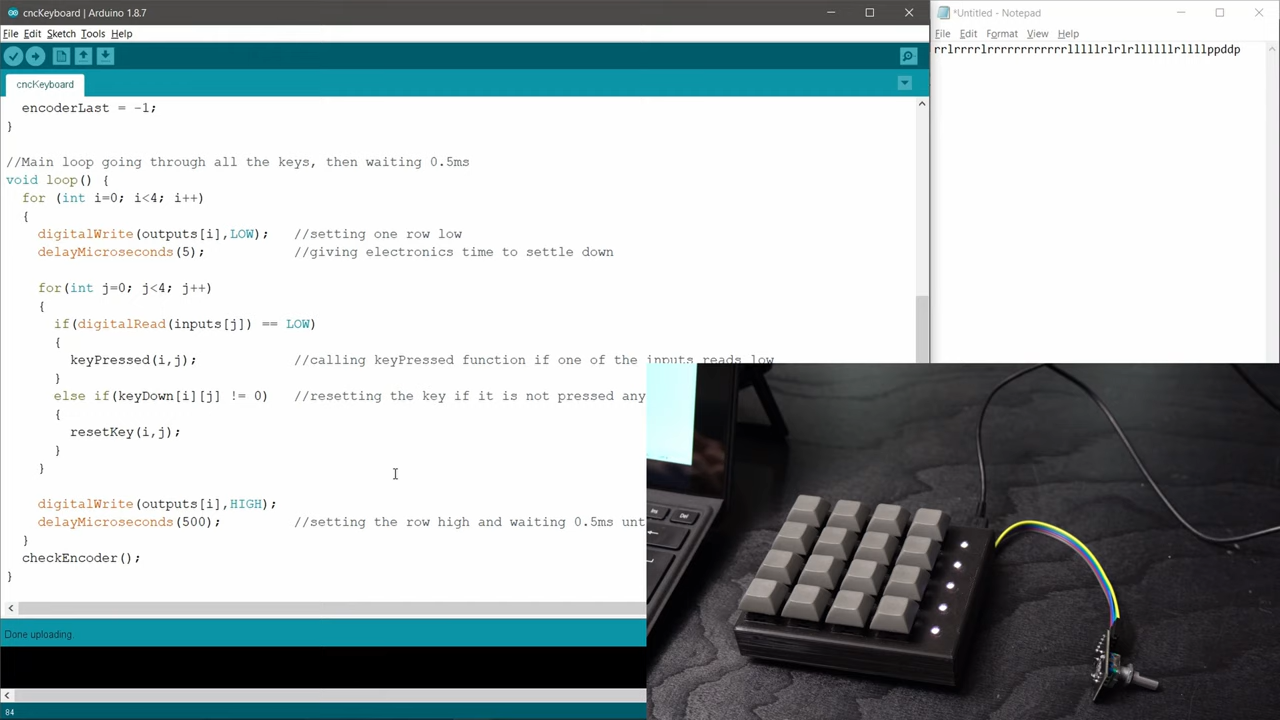 cncKeyboard | Arduino 1.8.7
File Edit Sketch Tools Help
cncKeyboard
encoderLast = -1;
}
//Main loop going through all the keys, then waiting 0.5ms
void loop() {
for (int i=0; i<4; i++)
{
digitalWrite(outputs[i],LOW); //setting one row low
delayMicroseconds(5); //giving electronics time to settle down
for(int j=0; j<4; j++)
{
if(digitalRead(inputs[j]) == LOW)
{
keyPressed(i,j); //calling keyPressed function if one of the inputs reads low
}
else if(keyDown[i][j] != 0) //resetting the key if it is not pressed any
{
resetKey(i,j);
}
}
digitalWrite(outputs[i],HIGH);
delayMicroseconds(500); //setting the row high and waiting 0.5ms unt
}
checkEncoder();
}
Done uploading.
84
*Untitled - Notepad
File Edit Format View Help
rrlrrrrlrrrrrrrrrrrrlllllrlrlrllllllrllllppddp
Ins
Del